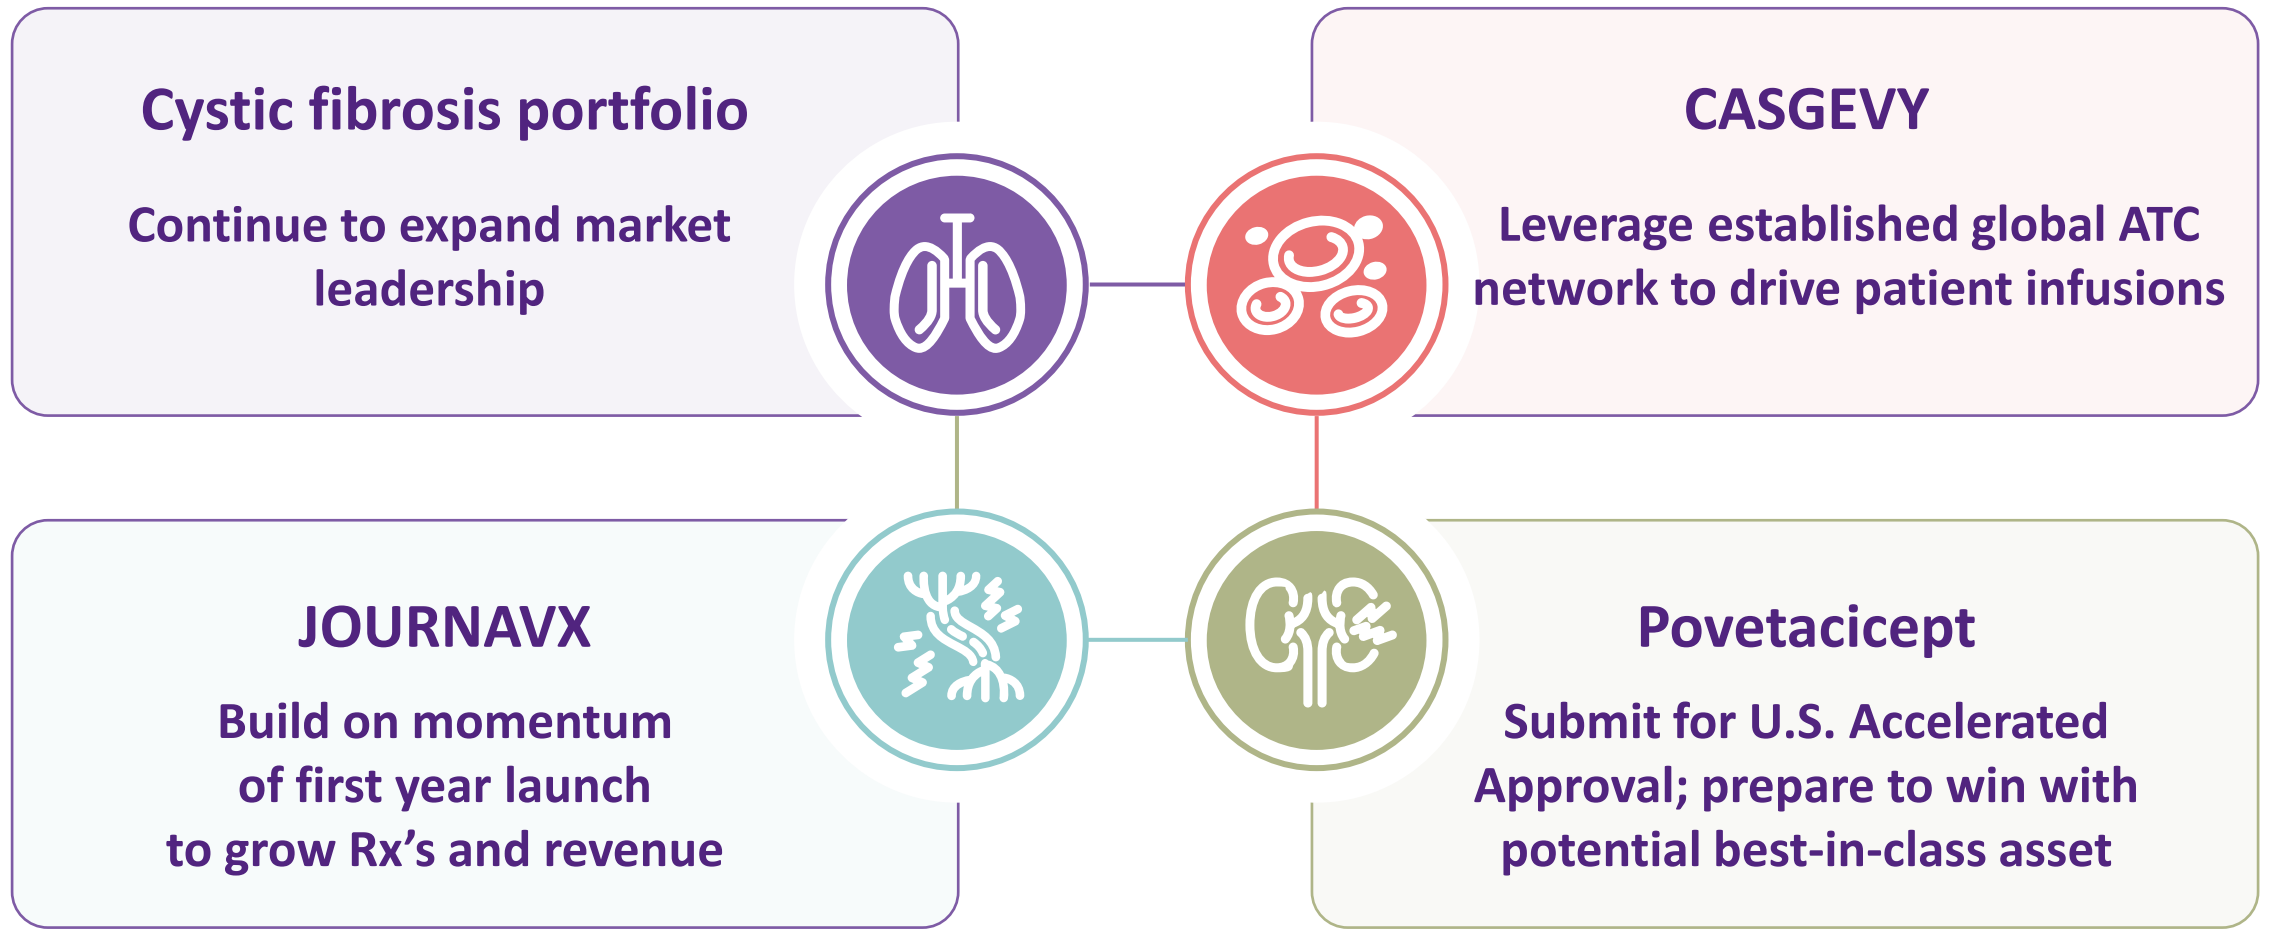 Cystic fibrosis portfolio
Continue to expand market
leadership
CASGEVY
Leverage established global ATC
network to drive patient infusions
JOURNAVX
Build on momentum
of first year launch
to grow Rx’s and revenue
Povetacicept
Submit for U.S. Accelerated
Approval; prepare to win with
potential best-in-class asset